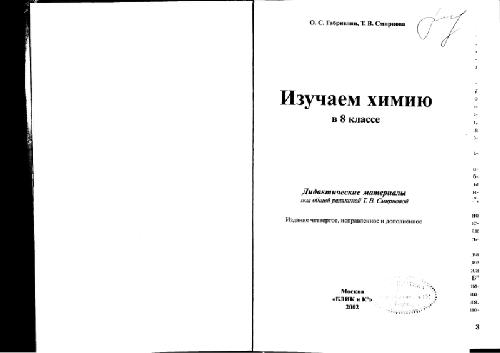 О. С. Габриелян, Т. В. Смирнова
Изучаем химию
в 8 классе
Дидактические материалы
под общей редакцией Т. В. Смирновой
Издание четвертое, исправленное и дополненное
Москва
«БЛИК и К°»
2002
3